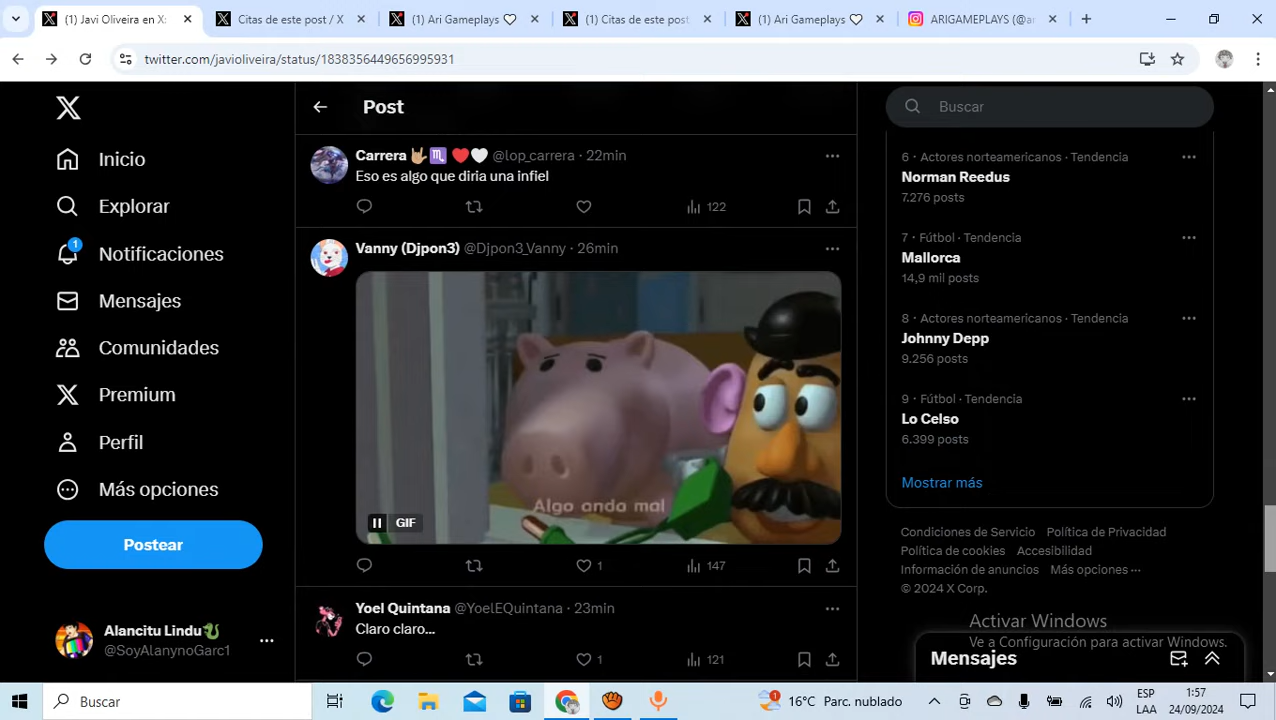 Javi Oliveira en X:
Citas de este post / X
(1) Ari Gameplays
(1) Citas de este post
(1) Ari Gameplays
ARIGAMEPLAYS (@a
twitter.com/javioliveira/status/1838356449656995931
Inicio
Explorar
1
Notificaciones
Mensajes
Comunidades
Premium
Perfil
Más opciones
Postear
Alancitu Lindu
@SoyAlanynoGarc1
Post
Carrera @lop_carrera · 22min
Eso es algo que diria una infiel
122
Vanny (Djpon3) @Djpon3_Vanny · 26min
Algo anda mal
GIF
1
147
Yoel Quintana @YoelEQuintana · 23min
Claro claro...
1
121
Buscar
6 · Actores norteamericanos · Tendencia
Norman Reedus
7.276 posts
7 · Fútbol · Tendencia
Mallorca
14,9 mil posts
8 · Actores norteamericanos · Tendencia
Johnny Depp
9.256 posts
9 · Fútbol · Tendencia
Lo Celso
6.399 posts
Mostrar más
Condiciones de Servicio Política de Privacidad
Política de cookies Accesibilidad
Información de anuncios Más opciones ···
© 2024 X Corp.
Activar Windows
Ve a Configuración para activar Windows.
Mensajes
Buscar
1
16°C Parc. nublado
ESP
LAA
1:57
24/09/2024